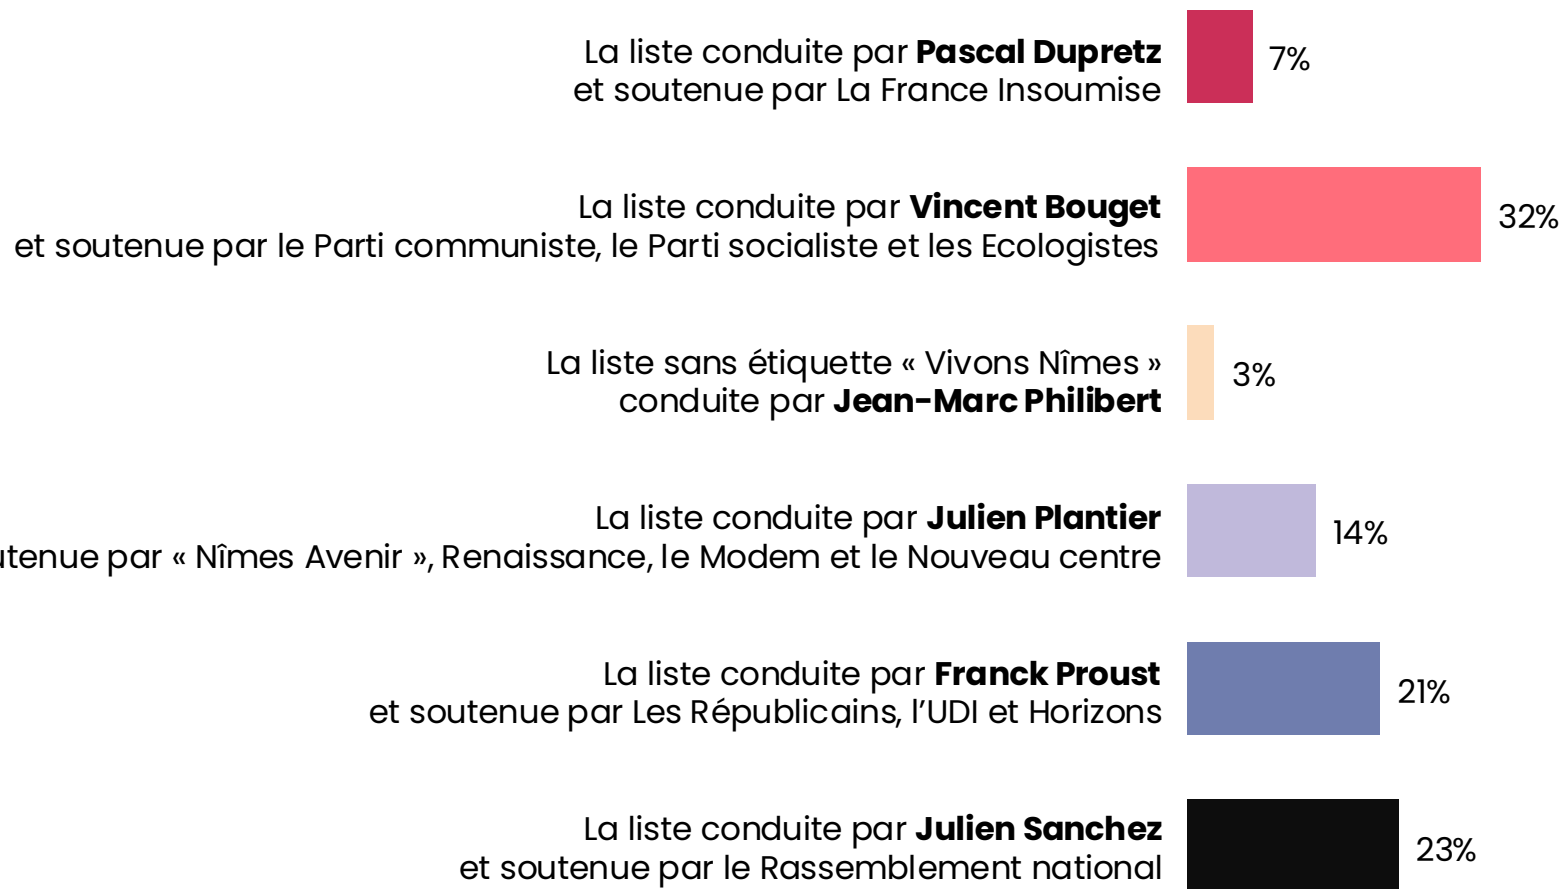 La liste conduite par Pascal Dupretz
et soutenue par La France Insoumise
7%
La liste conduite par Vincent Bouget
et soutenue par le Parti communiste, le Parti socialiste et les Ecologistes
32%
La liste sans étiquette « Vivons Nîmes »
conduite par Jean-Marc Philibert
3%
La liste conduite par Julien Plantier
par « Nîmes Avenir », Renaissance, le Modem et le Nouveau centre
14%
La liste conduite par Franck Proust
et soutenue par Les Républicains, l’UDI et Horizons
21%
La liste conduite par Julien Sanchez
et soutenue par le Rassemblement national
23%